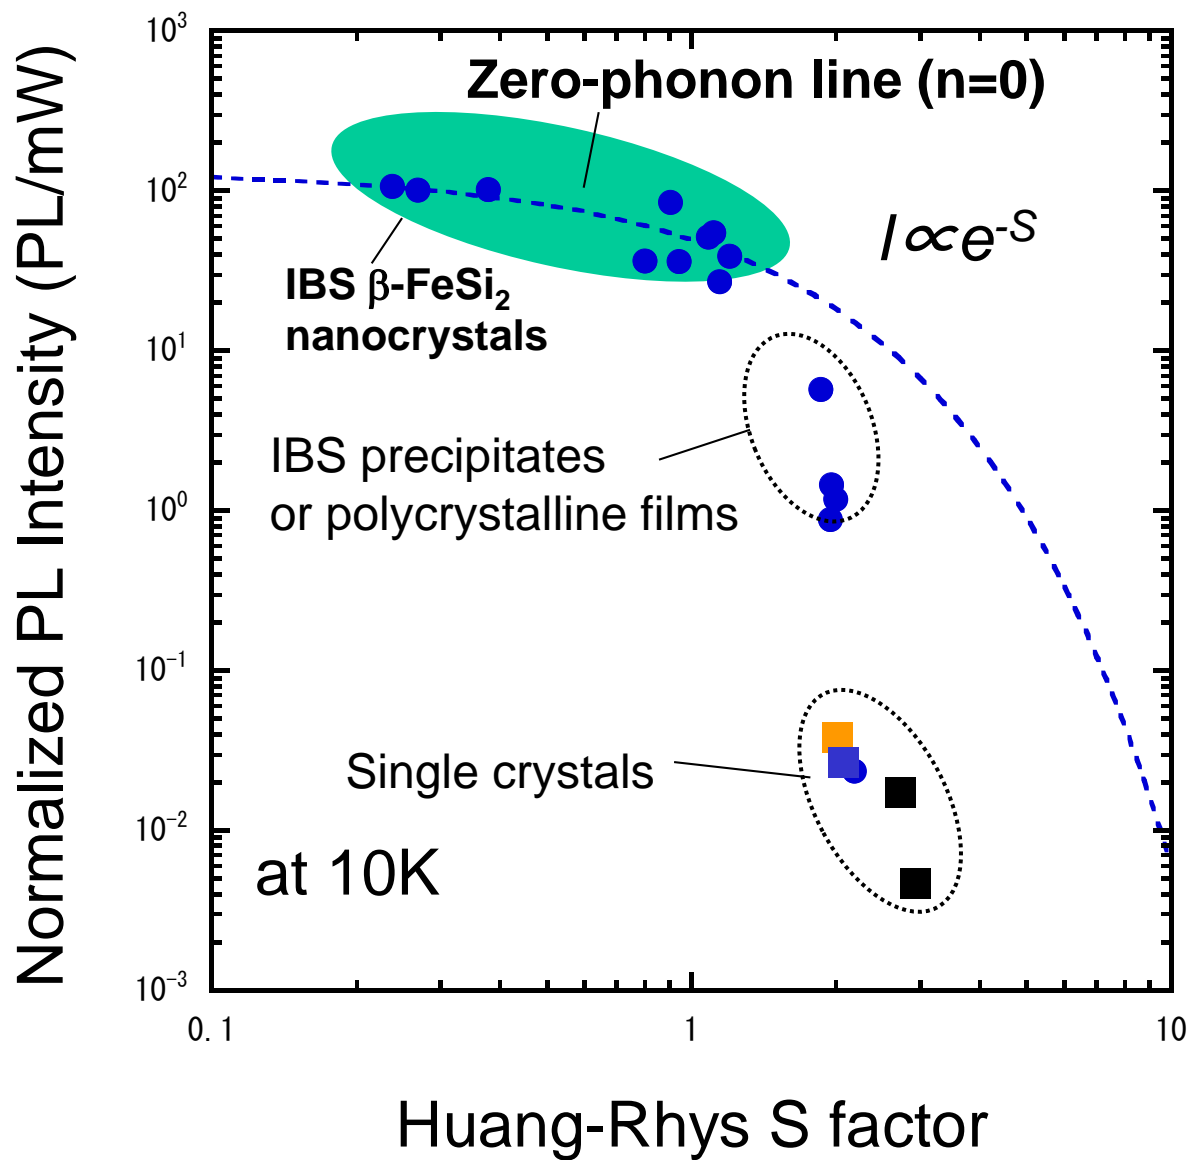 Normalized PL Intensity (PL/mW)
10³
10²
10¹
10⁰
10⁻¹
10⁻²
10⁻³
Zero-phonon line (n=0)
I∝e⁻ˢ
IBS β-FeSi₂
nanocrystals
IBS precipitates
or polycrystalline films
Single crystals
at 10K
0.1 1 10
Huang-Rhys S factor